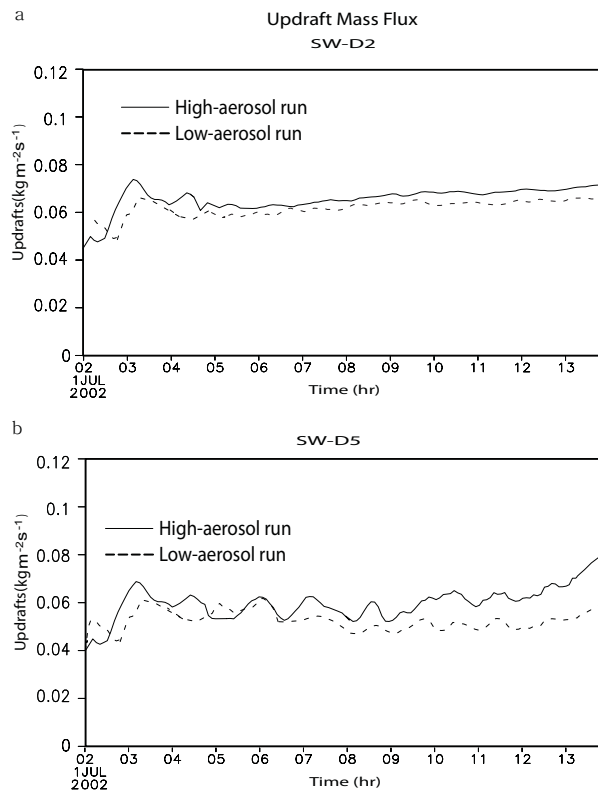 a
Updraft Mass Flux
SW-D2
0.12
0.1
0.08
0.06
0.04
0.02
0
Updrafts(kg m-2s-1)
High-aerosol run
Low-aerosol run
02 03 04 05 06 07 08 09 10 11 12 13
1JUL
2002
Time (hr)
b
SW-D5
0.12
0.1
0.08
0.06
0.04
0.02
0
Updrafts(kg m-2s-1)
High-aerosol run
Low-aerosol run
02 03 04 05 06 07 08 09 10 11 12 13
1JUL
2002
Time (hr)